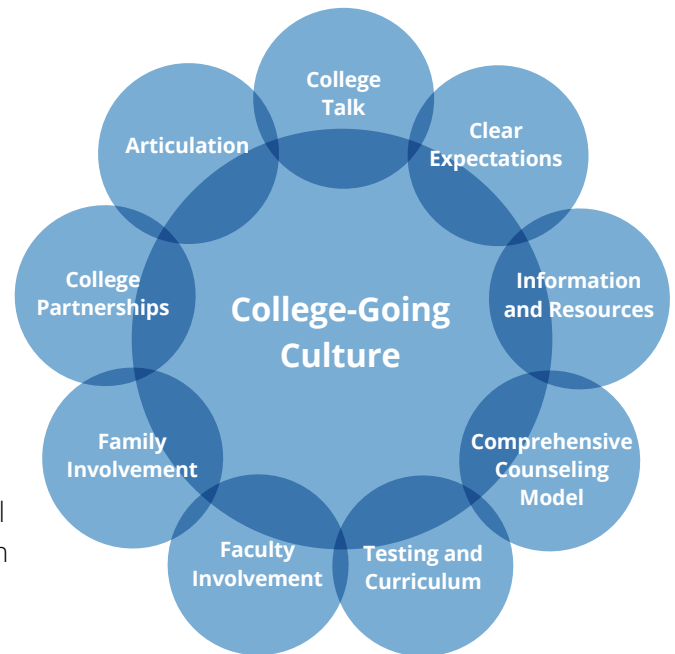 College
Talk
Clear
Expectations
Articulation
Information
and Resources
College
Partnerships
College-Going
Culture
Comprehensive
Counseling
Model
Family
Involvement
Testing and
Curriculum
Faculty
Involvement